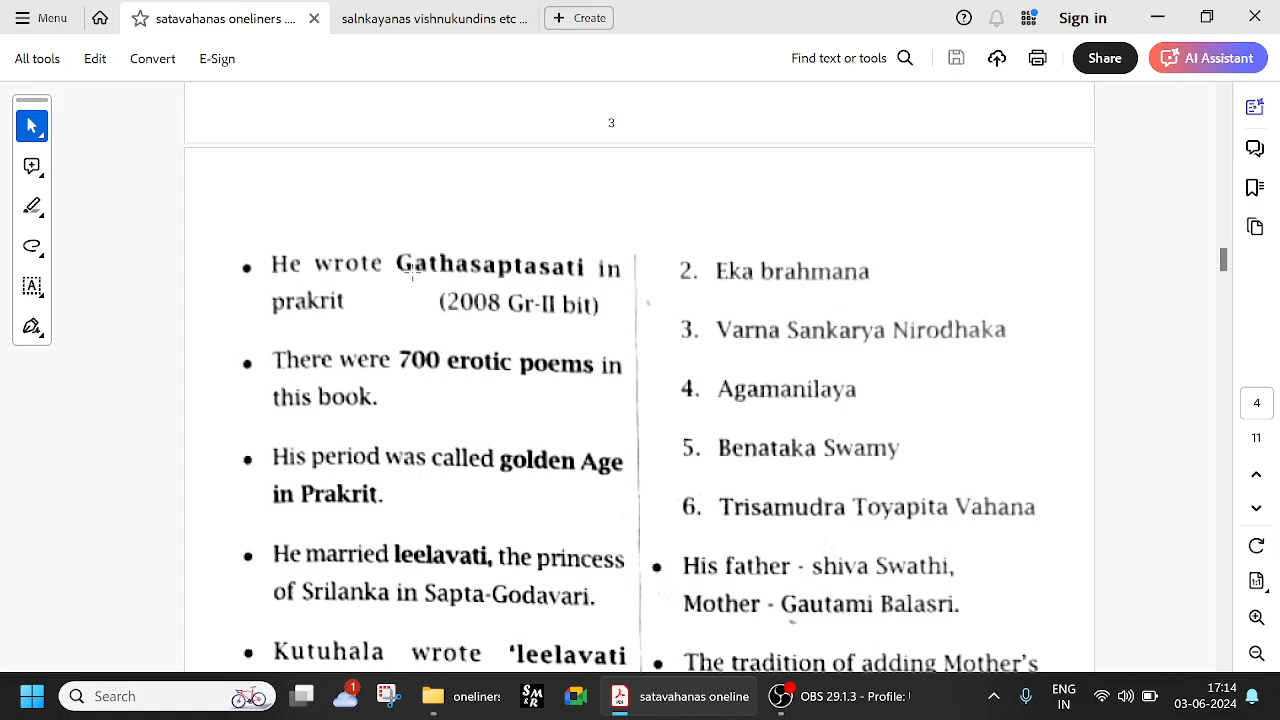 Menu
satavahanas oneliners ....
salnkayanas vishnukundins etc ...
Create
Sign in
All tools
Edit
Convert
E-Sign
Find text or tools
Share
AI Assistant
3
• He wrote Gathasaptasati in
prakrit (2008 Gr-II bit)
• There were 700 erotic poems in
this book.
• His period was called golden Age
in Prakrit.
• He married leelavati, the princess
of Srilanka in Sapta-Godavari.
• Kutuhala wrote ‘leelavati
2. Eka brahmana
3. Varna Sankarya Nirodhaka
4. Agamanilaya
5. Benataka Swamy
6. Trisamudra Toyapita Vahana
• His father - shiva Swathi,
Mother - Gautami Balasri.
• The tradition of adding Mother’s
4
11
Search
1
SM
&R
oneliners
satavahanas oneline
OBS 29.1.3 - Profile:
ENG
IN
17:14
03-06-2024